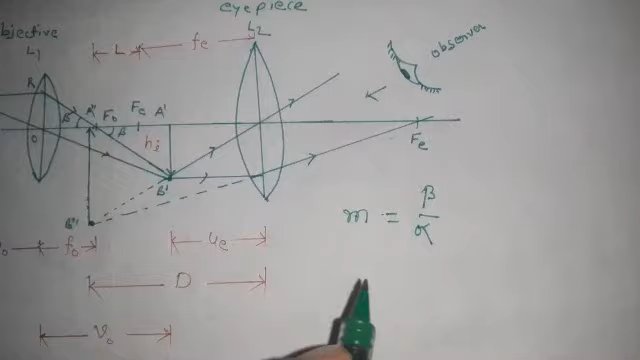 eyepiece
bjective
L1 L2
L fe
observer
A A" Fo Fe A'
β
O hi Fe
B'
B"
m = β/α
fo ue
D
Vo